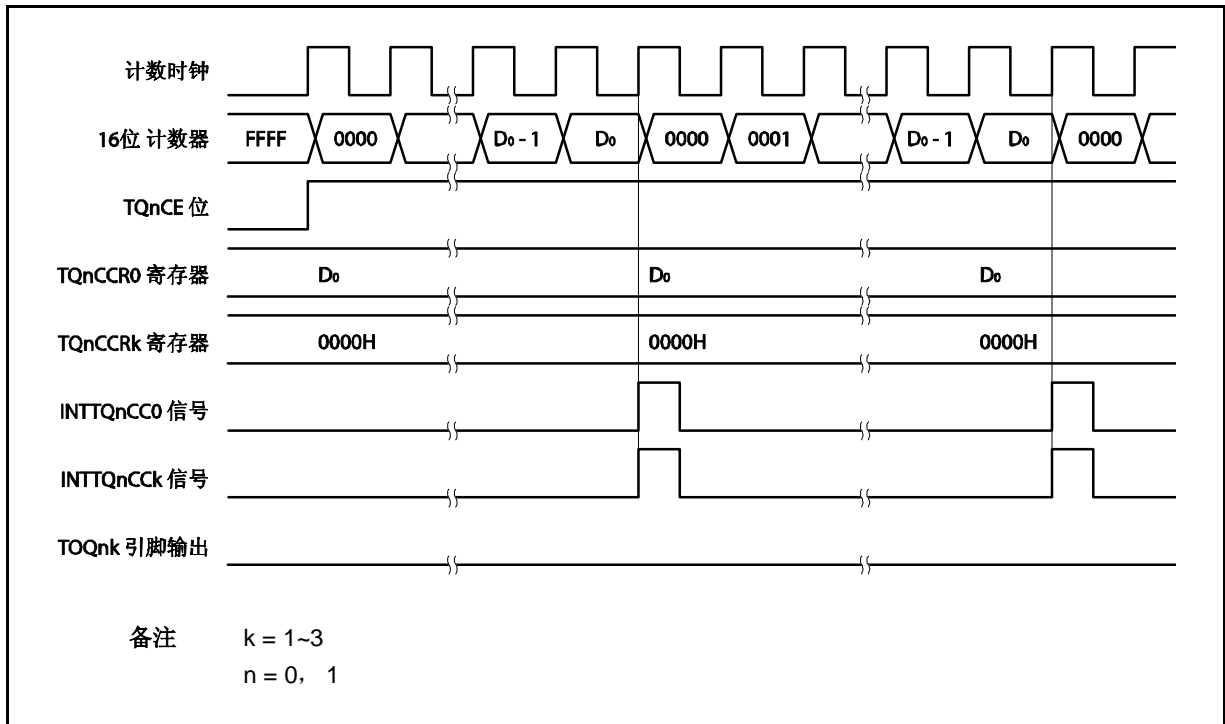 计数时钟
16位 计数器 FFFF 0000 D₀ - 1 D₀ 0000 0001 D₀ - 1 D₀ 0000
TQnCE 位
TQnCCR0 寄存器 D₀ D₀ D₀
TQnCCRk 寄存器 0000H 0000H 0000H
INTTQnCC0 信号
INTTQnCCk 信号
TOQnk 引脚输出
备注 k = 1~3
n = 0， 1